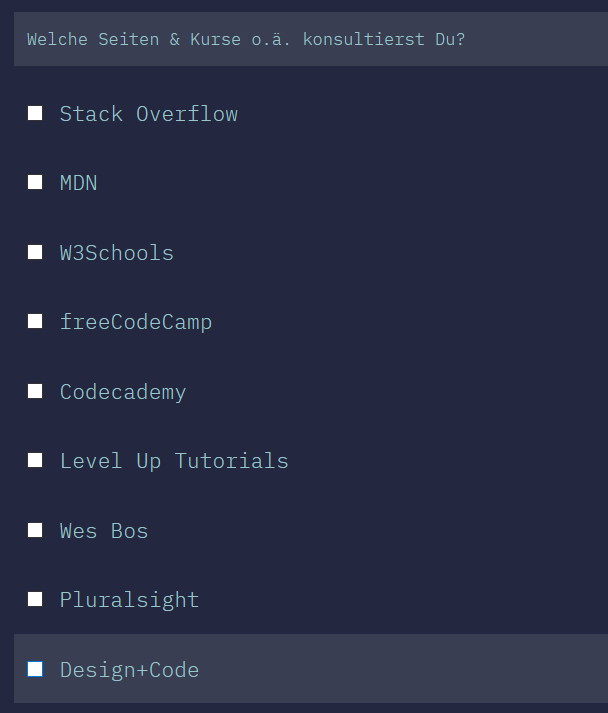 Welche Seiten & Kurse o.ä. konsultierst Du?
Stack Overflow
MDN
W3Schools
freeCodeCamp
Codecademy
Level Up Tutorials
Wes Bos
Pluralsight
Design+Code